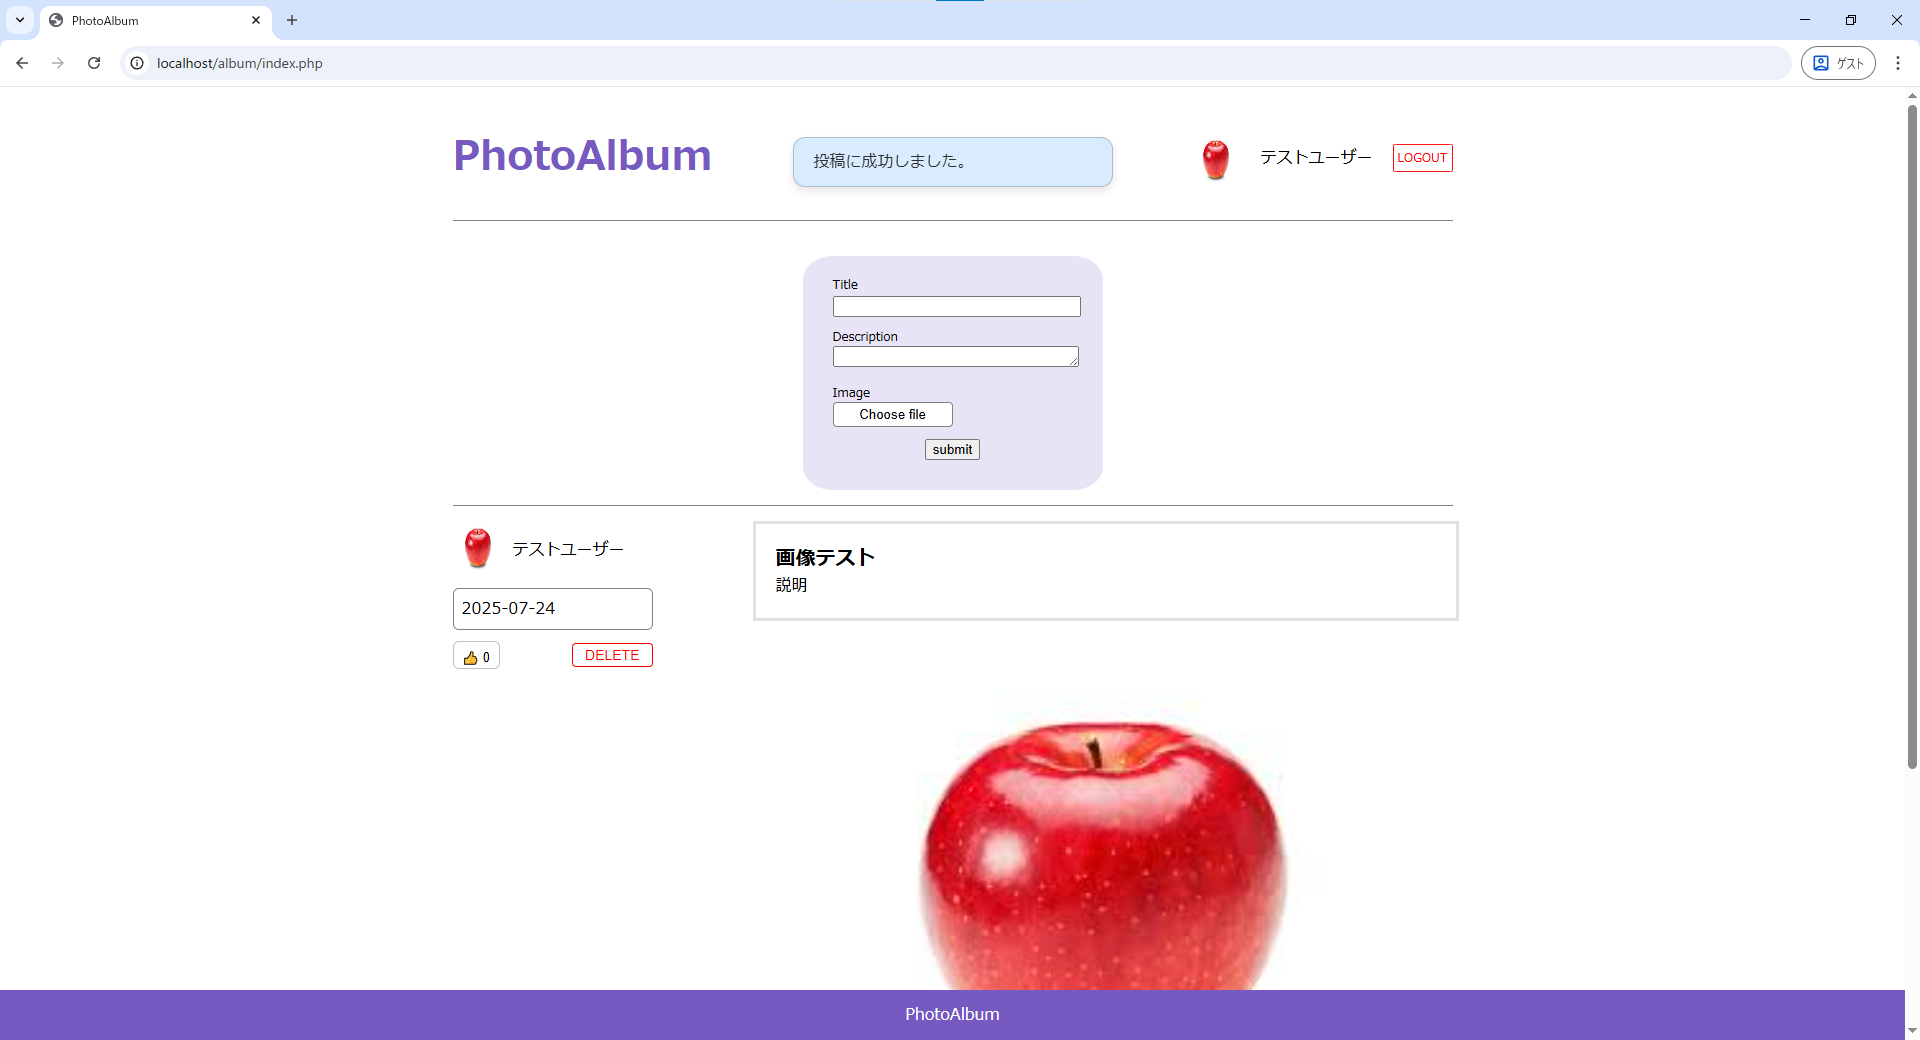 PhotoAlbum
localhost/album/index.php
ゲスト
PhotoAlbum
投稿に成功しました。
テストユーザー
LOGOUT
Title
Description
Image
Choose file
submit
テストユーザー
2025-07-24
👍 0
DELETE
画像テスト
説明
PhotoAlbum